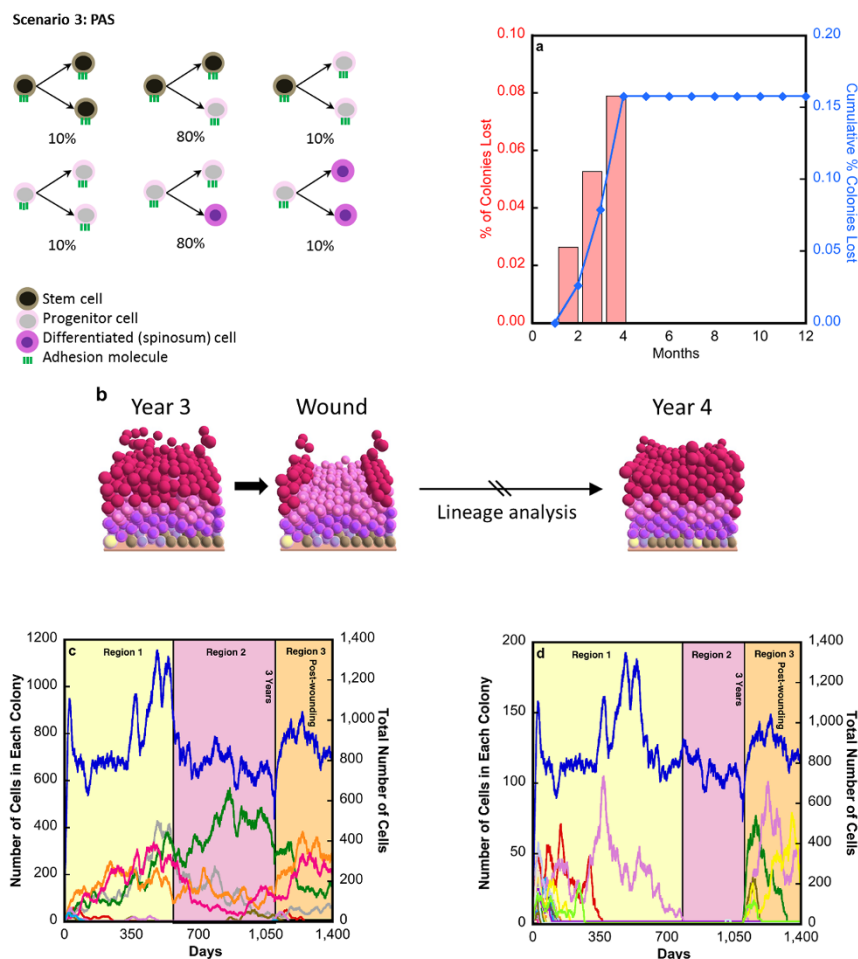 Scenario 3: PAS
10%
80%
10%
10%
80%
10%
Stem cell
Progenitor cell
Differentiated (spinosum) cell
Adhesion molecule
a
% of Colonies Lost
0.10
0.08
0.06
0.04
0.02
0.00
Cumulative % Colonies Lost
0.20
0.15
0.10
0.05
0.00
0 2 4 6 8 10 12
Months
b
Year 3
Wound
Year 4
Lineage analysis
c
Region 1
Region 2
Region 3
3 Years
Post-wounding
Number of Cells in Each Colony
1200
1000
800
600
400
200
0
Total Number of Cells
1,400
1,200
1,000
800
600
400
200
0
0 350 700 1,050 1,400
Days
d
Region 1
Region 2
Region 3
3 Years
Post-wounding
Number of Cells in Each Colony
200
150
100
50
0
Total Number of Cells
1,400
1,200
1,000
800
600
400
200
0
0 350 700 1,050 1,400
Days